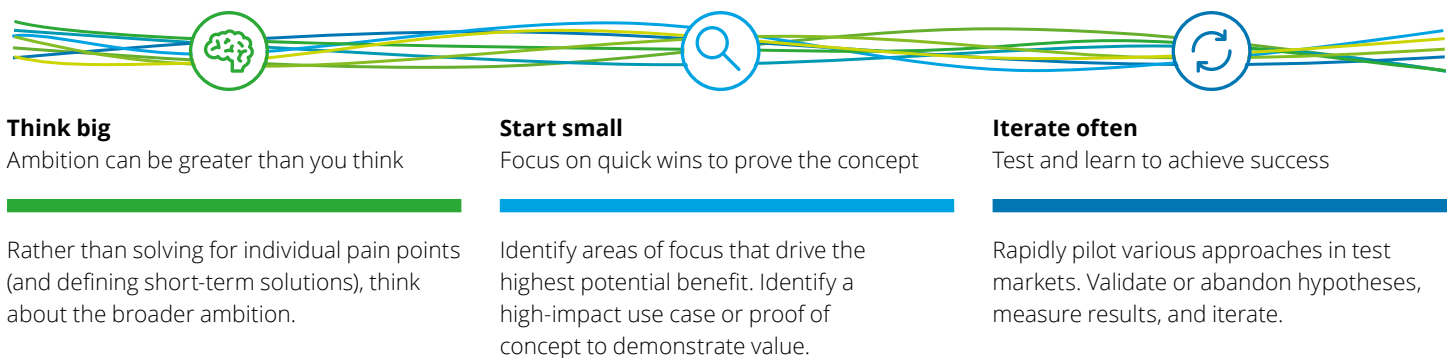 Think big
Ambition can be greater than you think
Rather than solving for individual pain points
(and defining short-term solutions), think
about the broader ambition.
Start small
Focus on quick wins to prove the concept
Identify areas of focus that drive the
highest potential benefit. Identify a
high-impact use case or proof of
concept to demonstrate value.
Iterate often
Test and learn to achieve success
Rapidly pilot various approaches in test
markets. Validate or abandon hypotheses,
measure results, and iterate.